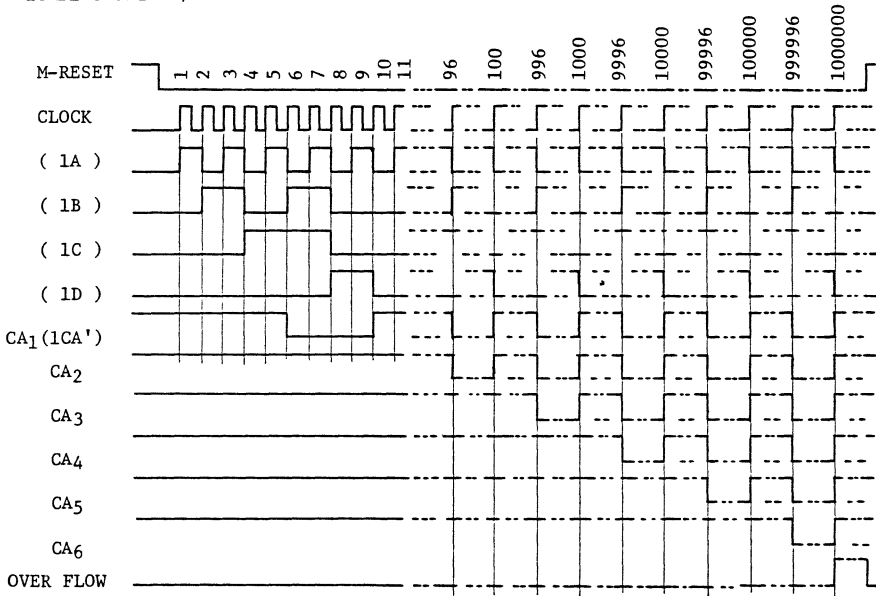 M-RESET
1 2 3 4 5 6 7 8 9 10 11 96 100 996 1000 9996 10000 99996 100000 999996 1000000
CLOCK
( 1A )
( 1B )
( 1C )
( 1D )
CA1(1CA')
CA2
CA3
CA4
CA5
CA6
OVER FLOW